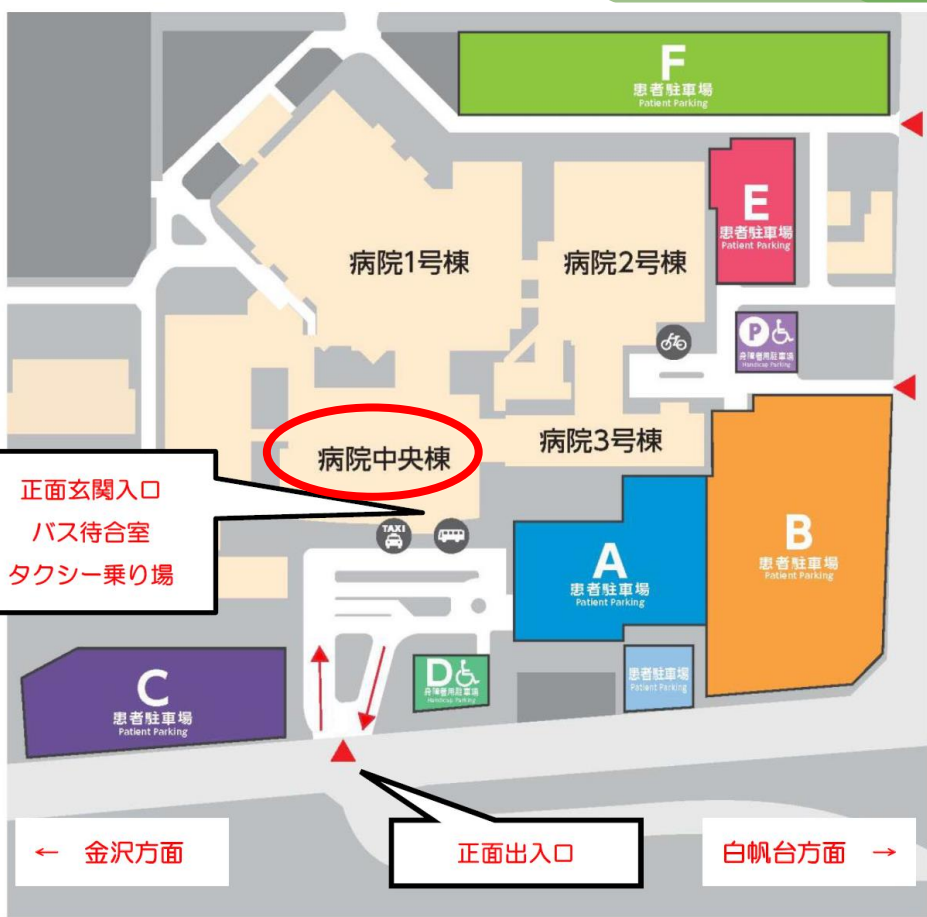 F
患者駐車場
Patient Parking
E
患者駐車場
Patient Parking
病院1号棟
病院2号棟
P
身障者用駐車場
Handicap Parking
病院中央棟
病院3号棟
正面玄関入口
バス待合室
タクシー乗り場
TAXI
A
患者駐車場
Patient Parking
B
患者駐車場
Patient Parking
C
患者駐車場
Patient Parking
D
身障者用駐車場
Handicap Parking
患者駐車場
Patient Parking
← 金沢方面
正面出入口
白帆台方面 →